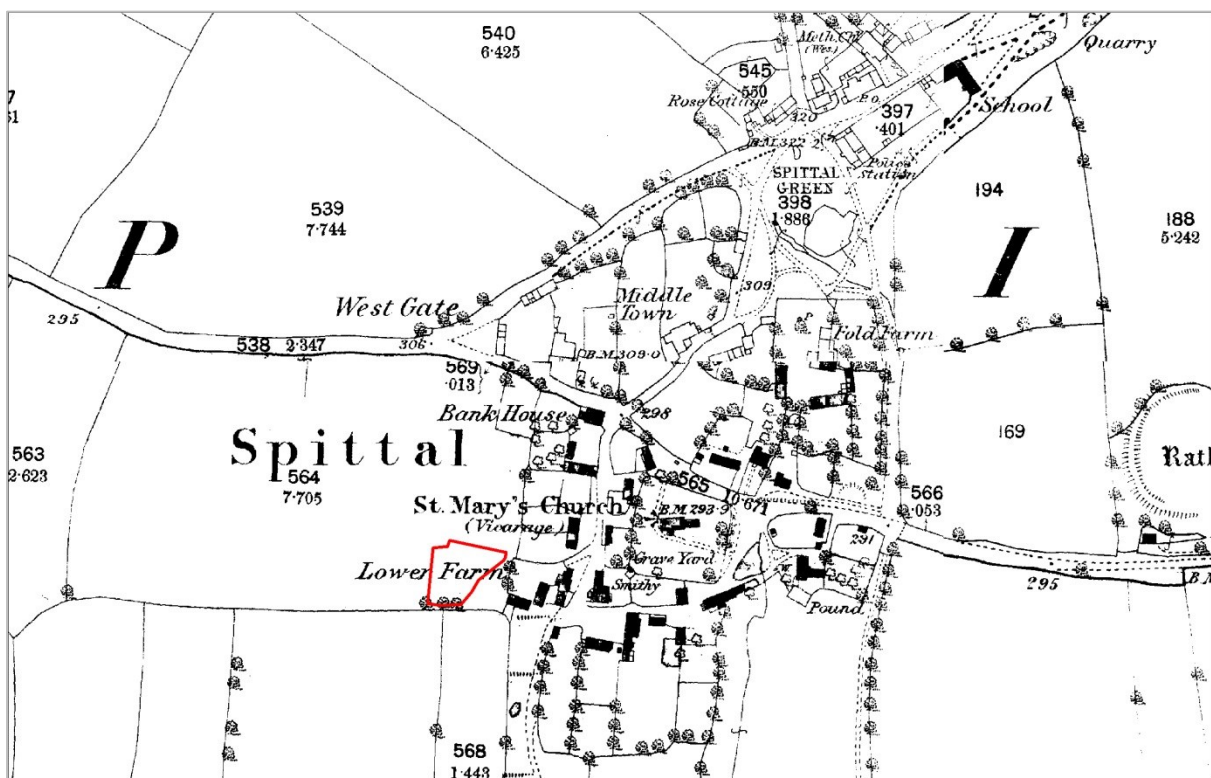 540
6·425
Meth. Ch.
(Wes.)
Quarry
545
·550
Rose Cottage
P.O.
397
·401
School
320
B.M.322·2
Police
station
SPITTAL
GREEN
398
1·886
194
188
5·242
539
7·744
P
I
West Gate
Middle
Town
309
Fold Farm
295
538
2·347
306
B.M.309·0
569
·013
Bank House
298
Spittal
563
2·623
564
7·705
169
Rath
St. Mary's Church
(Vicarage)
565
10·671
B.M.293·9
566
·053
291
Lower Farm
Grave Yard
Smithy
Pound
295
568
1·443